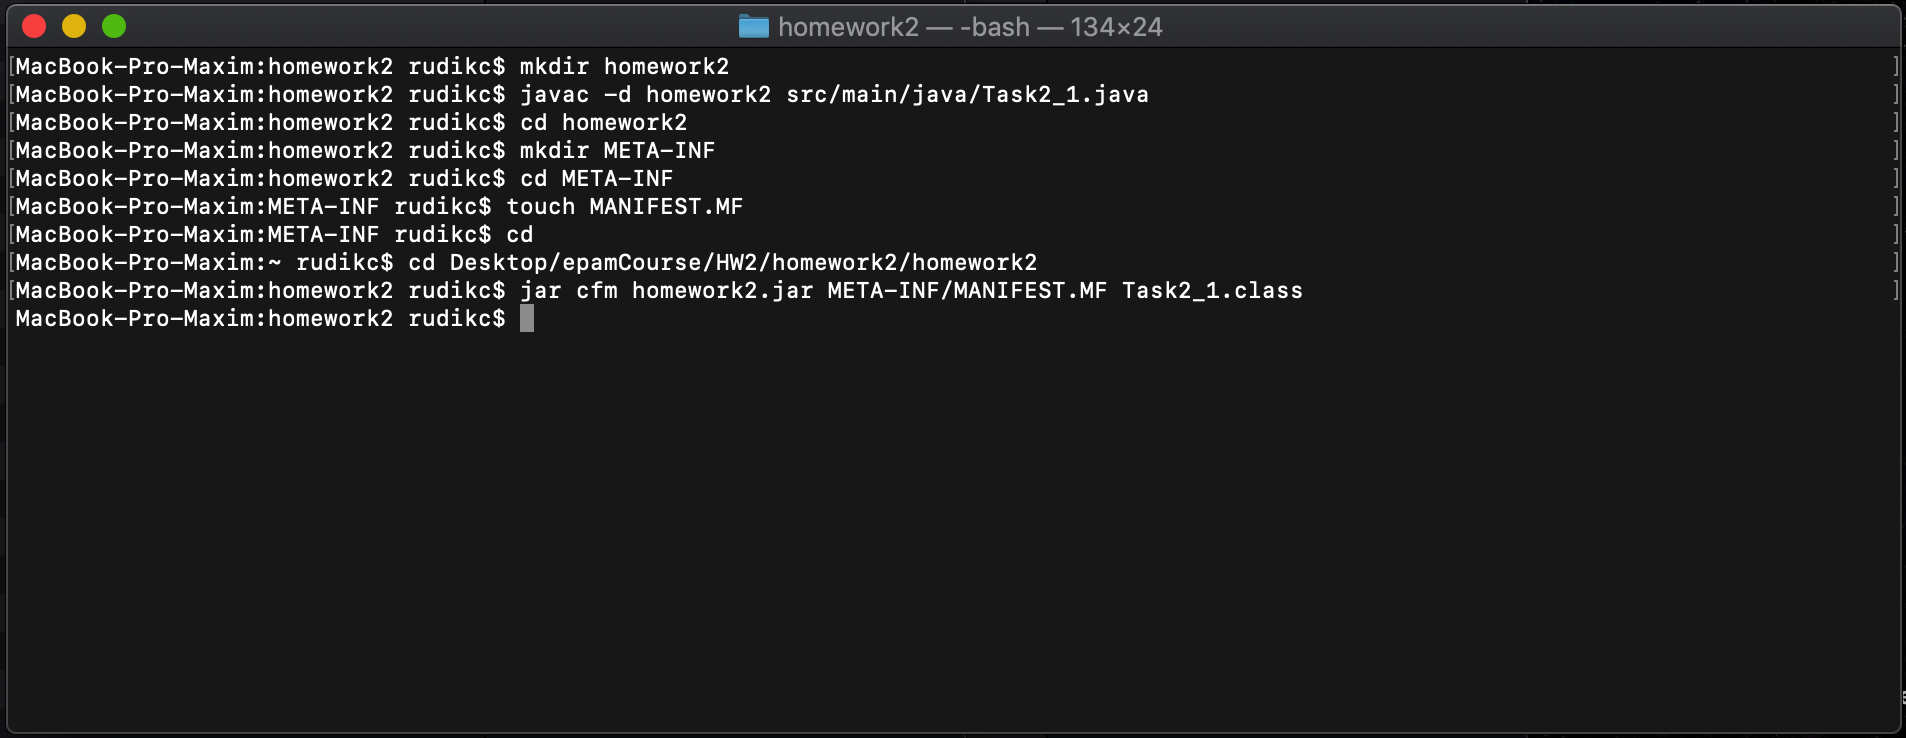 homework2 — -bash — 134×24
[MacBook-Pro-Maxim:homework2 rudikc$ mkdir homework2 ]
[MacBook-Pro-Maxim:homework2 rudikc$ javac -d homework2 src/main/java/Task2_1.java ]
[MacBook-Pro-Maxim:homework2 rudikc$ cd homework2 ]
[MacBook-Pro-Maxim:homework2 rudikc$ mkdir META-INF ]
[MacBook-Pro-Maxim:homework2 rudikc$ cd META-INF ]
[MacBook-Pro-Maxim:META-INF rudikc$ touch MANIFEST.MF ]
[MacBook-Pro-Maxim:META-INF rudikc$ cd ]
[MacBook-Pro-Maxim:~ rudikc$ cd Desktop/epamCourse/HW2/homework2/homework2 ]
[MacBook-Pro-Maxim:homework2 rudikc$ jar cfm homework2.jar META-INF/MANIFEST.MF Task2_1.class ]
MacBook-Pro-Maxim:homework2 rudikc$